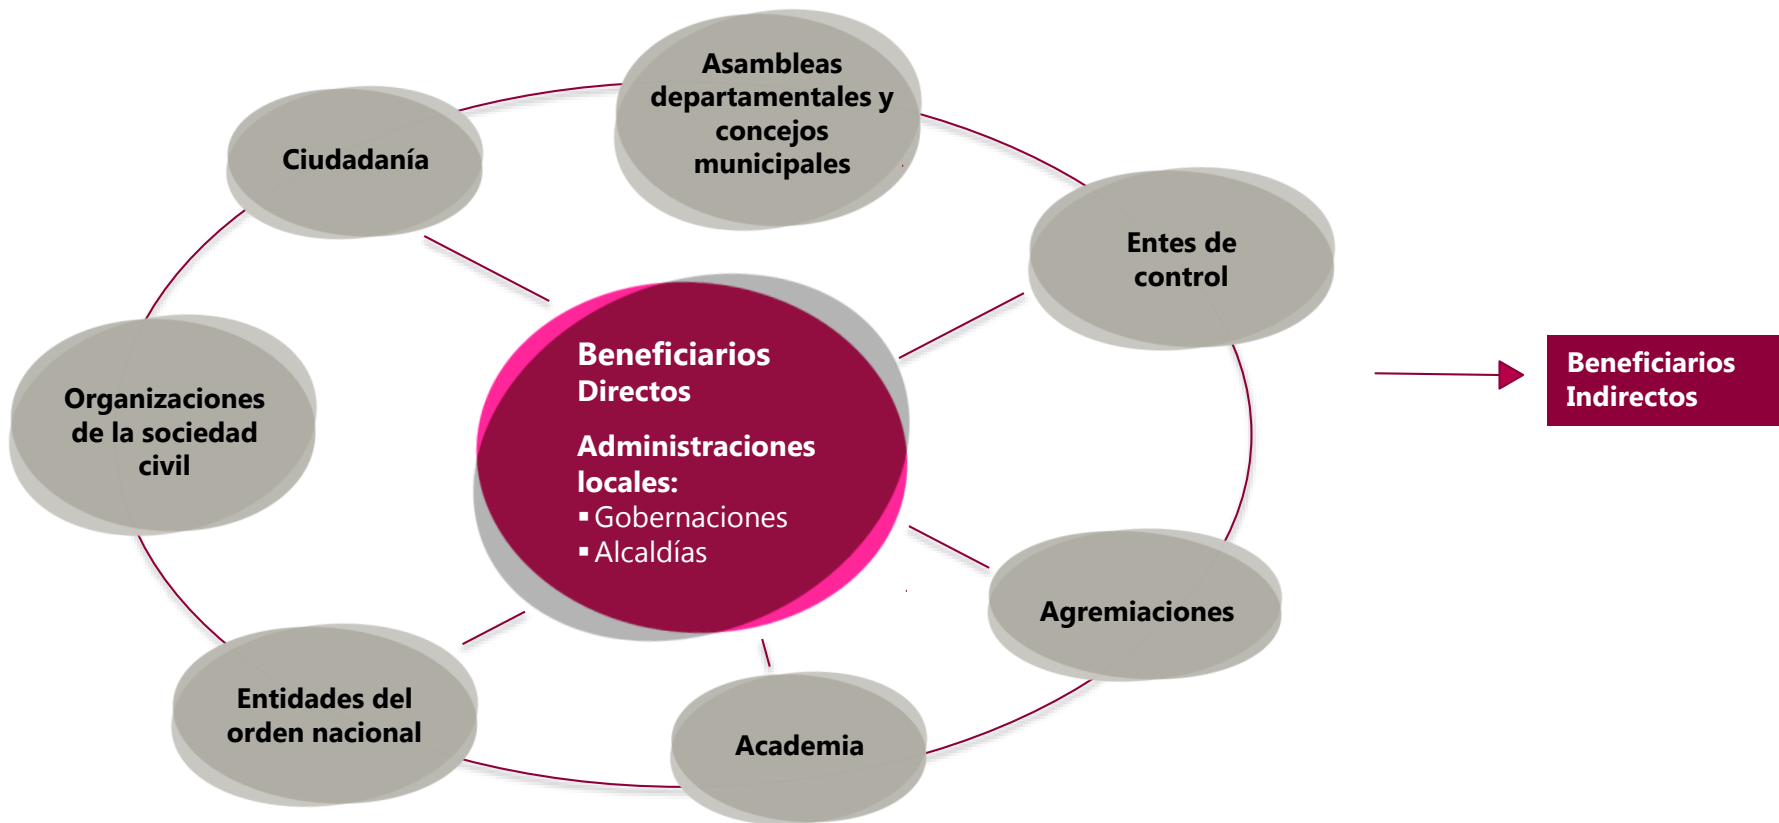 Asambleas
departamentales y
concejos
municipales
Ciudadanía
Entes de
control
Beneficiarios
Directos
Administraciones
locales:
▪ Gobernaciones
▪ Alcaldías
Beneficiarios
Indirectos
Organizaciones
de la sociedad
civil
Agremiaciones
Entidades del
orden nacional
Academia